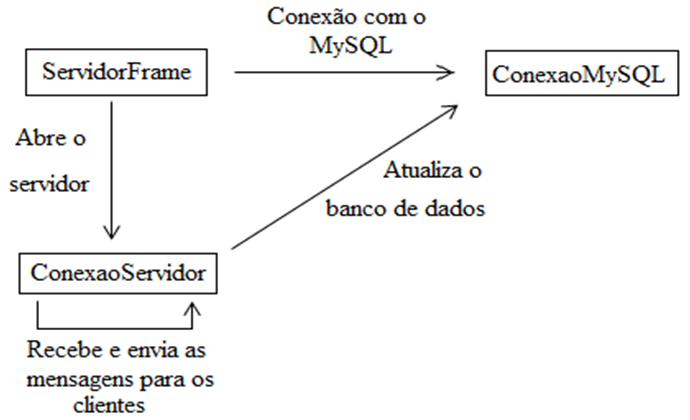 Conexão com o
MySQL
ServidorFrame
ConexaoMySQL
Abre o
servidor
Atualiza o
banco de dados
ConexaoServidor
Recebe e envia as
mensagens para os
clientes